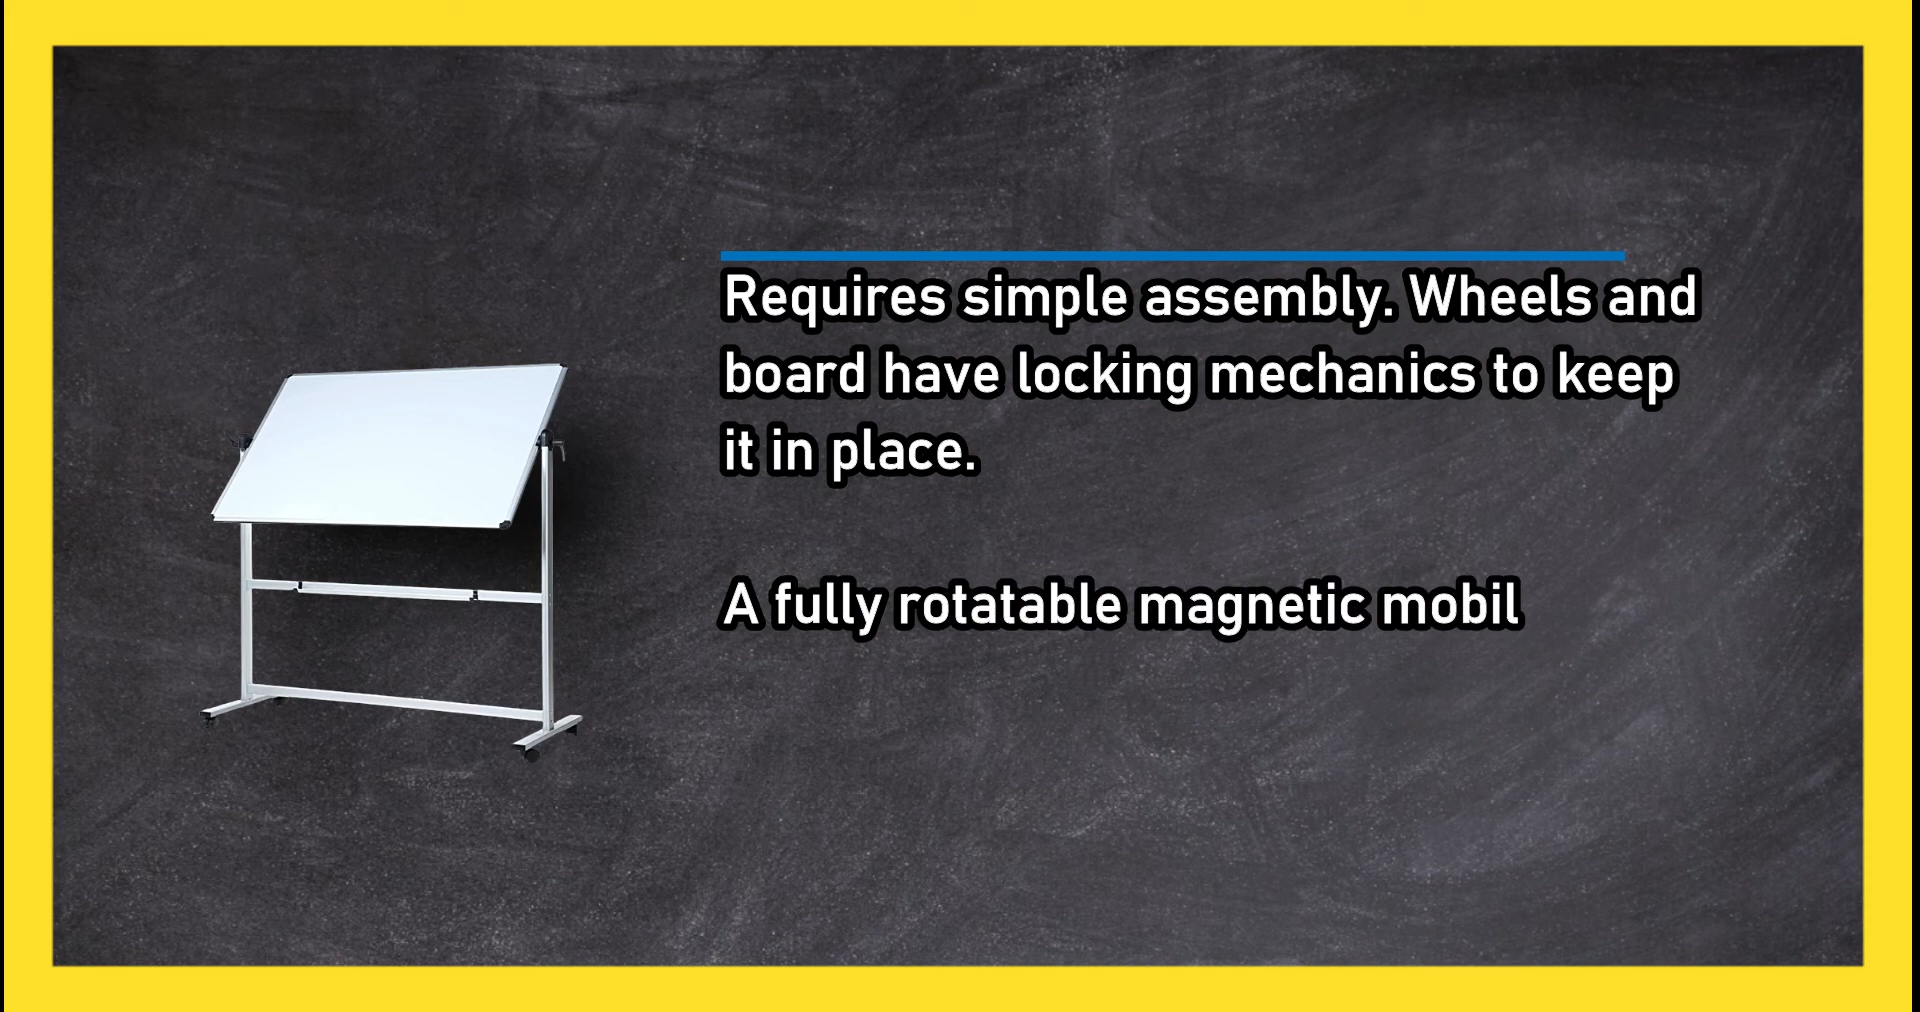 Requires simple assembly. Wheels and
board have locking mechanics to keep
it in place.
A fully rotatable magnetic mobil